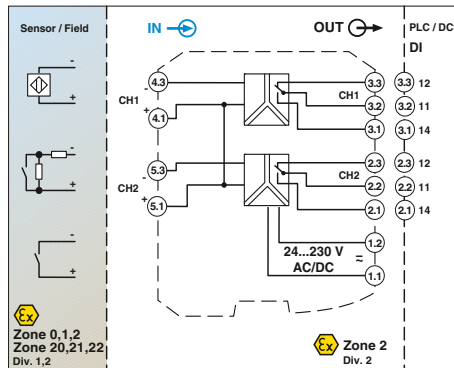 Sensor / Field
IN
OUT
PLC / DC
DI
-
+
4.3
-
CH1
+
4.1
3.3
CH1
3.2
3.1
3.3 12
3.2 11
3.1 14
-
+
5.3
-
CH2
+
5.1
2.3
CH2
2.2
2.1
2.3 12
2.2 11
2.1 14
-
+
24...230 V
AC/DC
≂
1.2
1.1
Ex
Zone 0,1,2
Zone 20,21,22
Div. 1,2
Ex Zone 2
Div. 2